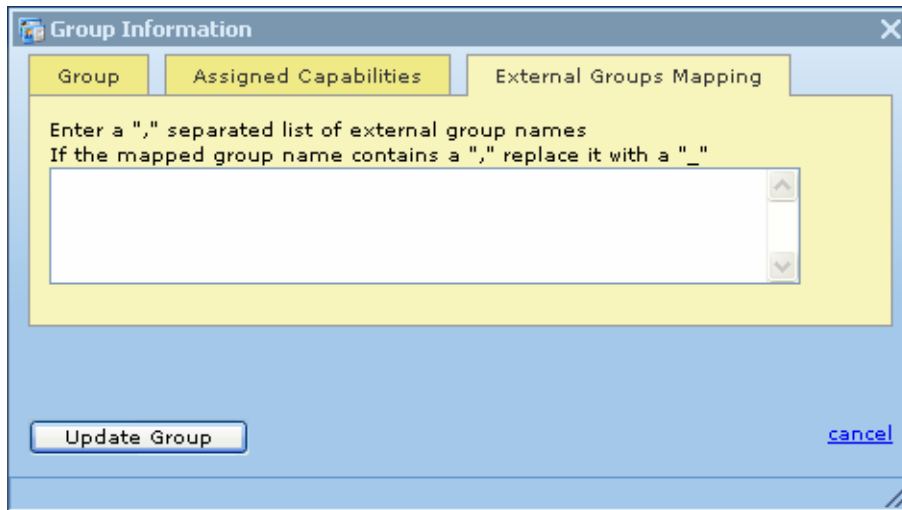 Group Information
Group Assigned Capabilities External Groups Mapping
Enter a "," separated list of external group names
If the mapped group name contains a "," replace it with a "_"
Update Group cancel